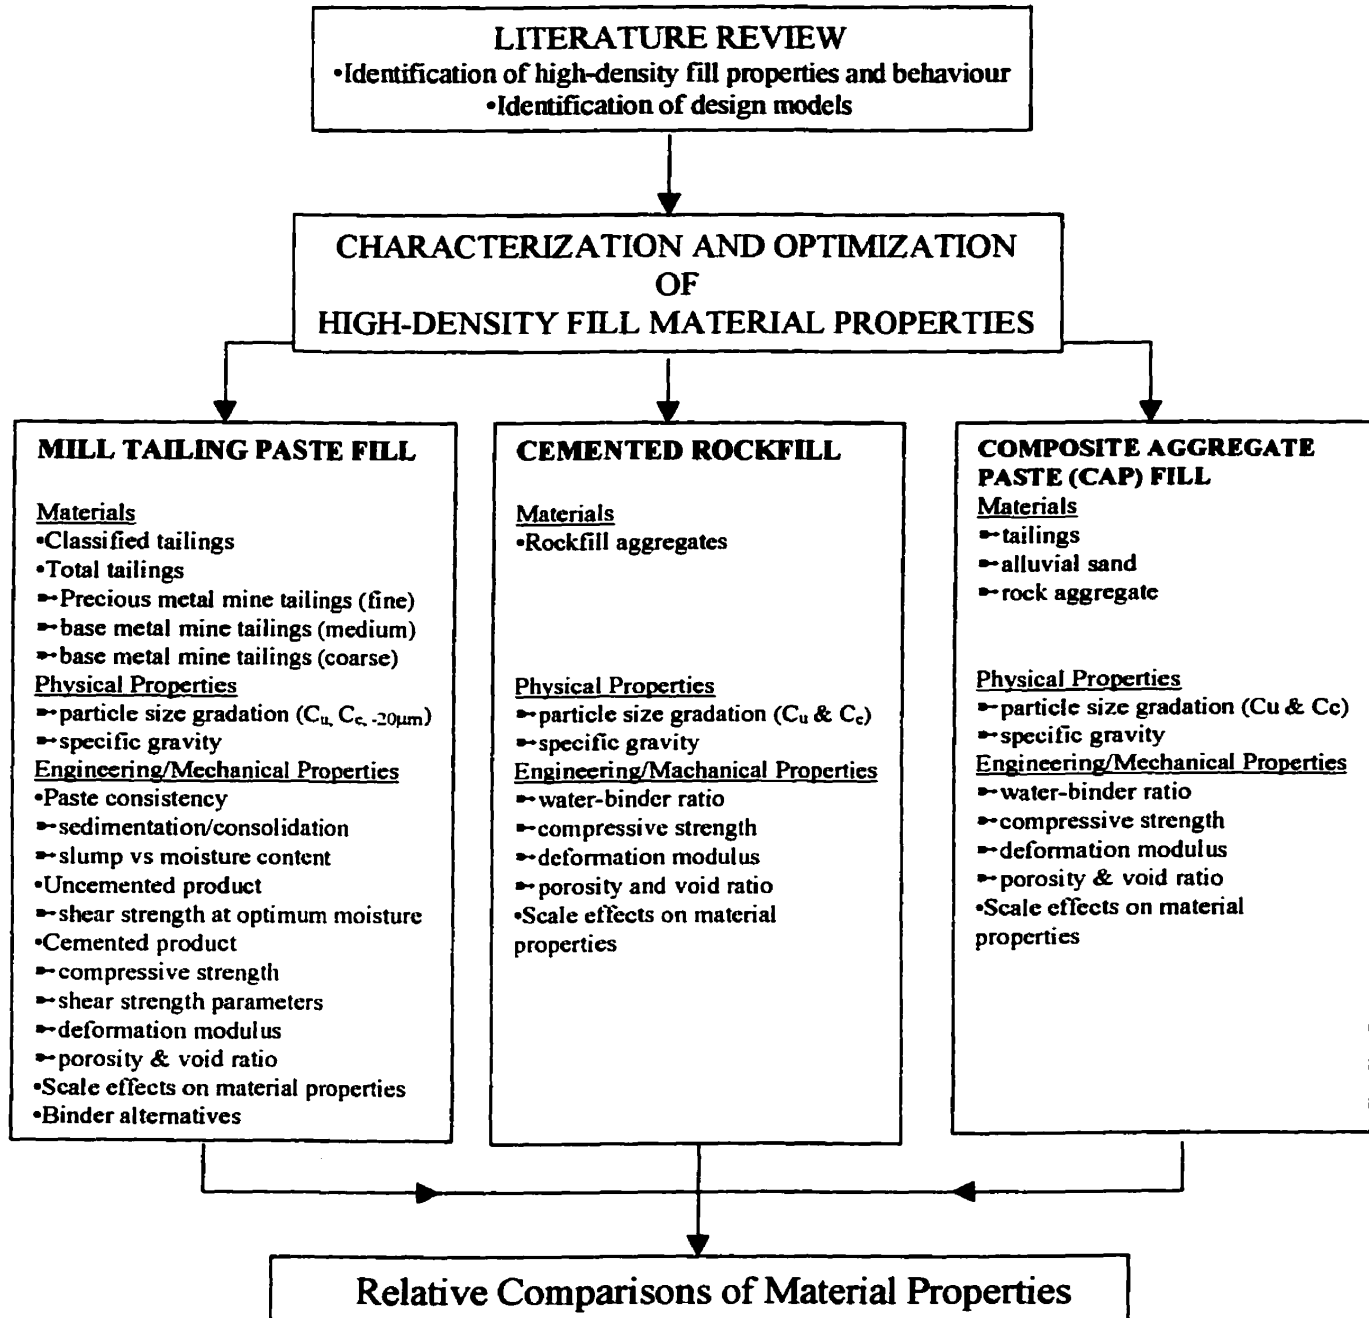 LITERATURE REVIEW
•Identification of high-density fill properties and behaviour
•Identification of design models
CHARACTERIZATION AND OPTIMIZATION
OF
HIGH-DENSITY FILL MATERIAL PROPERTIES
MILL TAILING PASTE FILL
Materials
•Classified tailings
•Total tailings
➼Precious metal mine tailings (fine)
➼base metal mine tailings (medium)
➼base metal mine tailings (coarse)
Physical Properties
➼particle size gradation (Cu, Cc, -20µm)
➼specific gravity
Engineering/Mechanical Properties
•Paste consistency
➼sedimentation/consolidation
➼slump vs moisture content
•Uncemented product
➼shear strength at optimum moisture
•Cemented product
➼compressive strength
➼shear strength parameters
➼deformation modulus
➼porosity & void ratio
•Scale effects on material properties
•Binder alternatives
CEMENTED ROCKFILL
Materials
•Rockfill aggregates
Physical Properties
➼particle size gradation (Cu & Cc)
➼specific gravity
Engineering/Machanical Properties
➼water-binder ratio
➼compressive strength
➼deformation modulus
➼porosity and void ratio
•Scale effects on material
properties
COMPOSITE AGGREGATE
PASTE (CAP) FILL
Materials
➼tailings
➼alluvial sand
➼rock aggregate
Physical Properties
➼particle size gradation (Cu & Cc)
➼specific gravity
Engineering/Mechanical Properties
➼water-binder ratio
➼compressive strength
➼deformation modulus
➼porosity & void ratio
•Scale effects on material
properties
Relative Comparisons of Material Properties